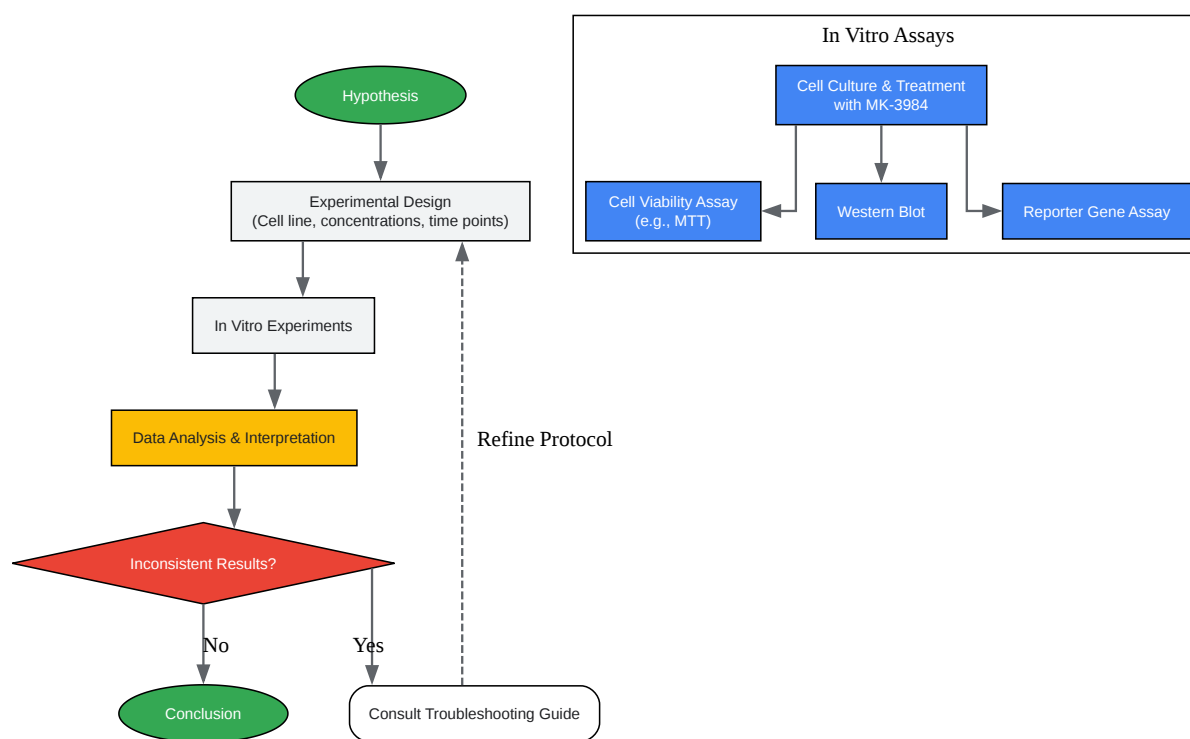 In Vitro Assays
Cell Culture & Treatment
with MK-3984
Cell Viability Assay
(e.g., MTT)
Western Blot
Reporter Gene Assay
Hypothesis
Experimental Design
(Cell line, concentrations, time points)
In Vitro Experiments
Data Analysis & Interpretation
Refine Protocol
Inconsistent Results?
No
Yes
Conclusion
Consult Troubleshooting Guide